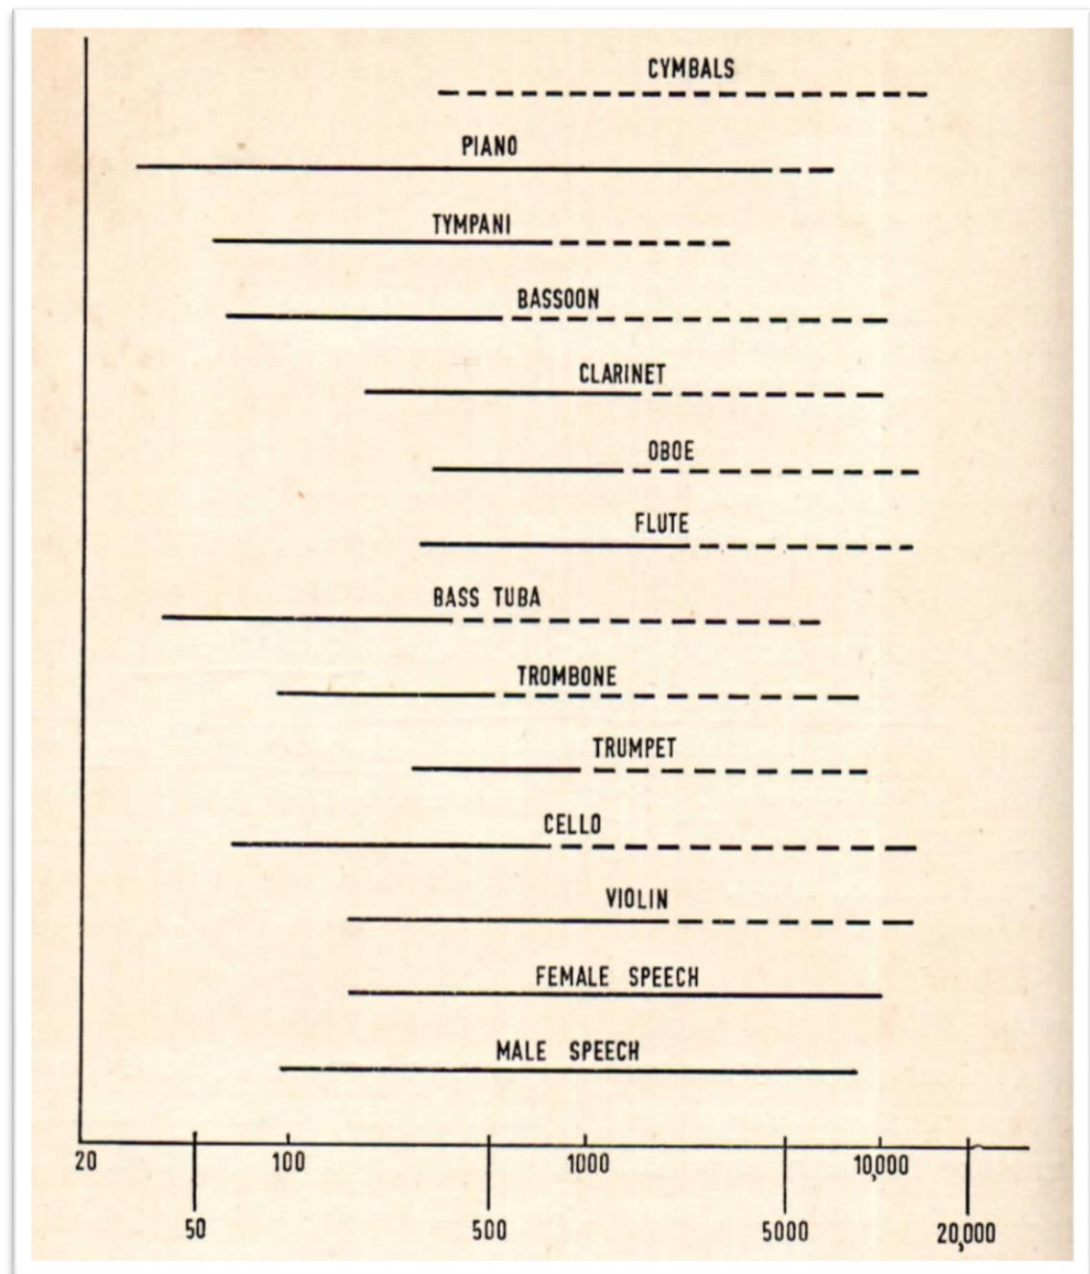 CYMBALS
PIANO
TYMPANI
BASSOON
CLARINET
OBOE
FLUTE
BASS TUBA
TROMBONE
TRUMPET
CELLO
VIOLIN
FEMALE SPEECH
MALE SPEECH
20 100 1000 10,000
50 500 5000 20,000